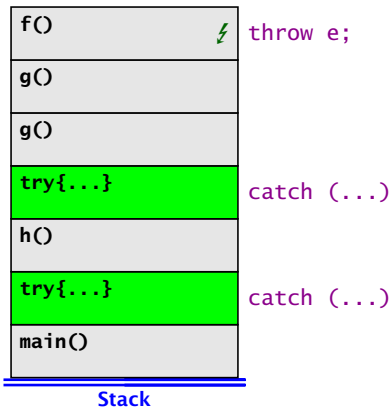 f() throw e;
g()
g()
try{...} catch (...)
h()
try{...} catch (...)
main()
Stack